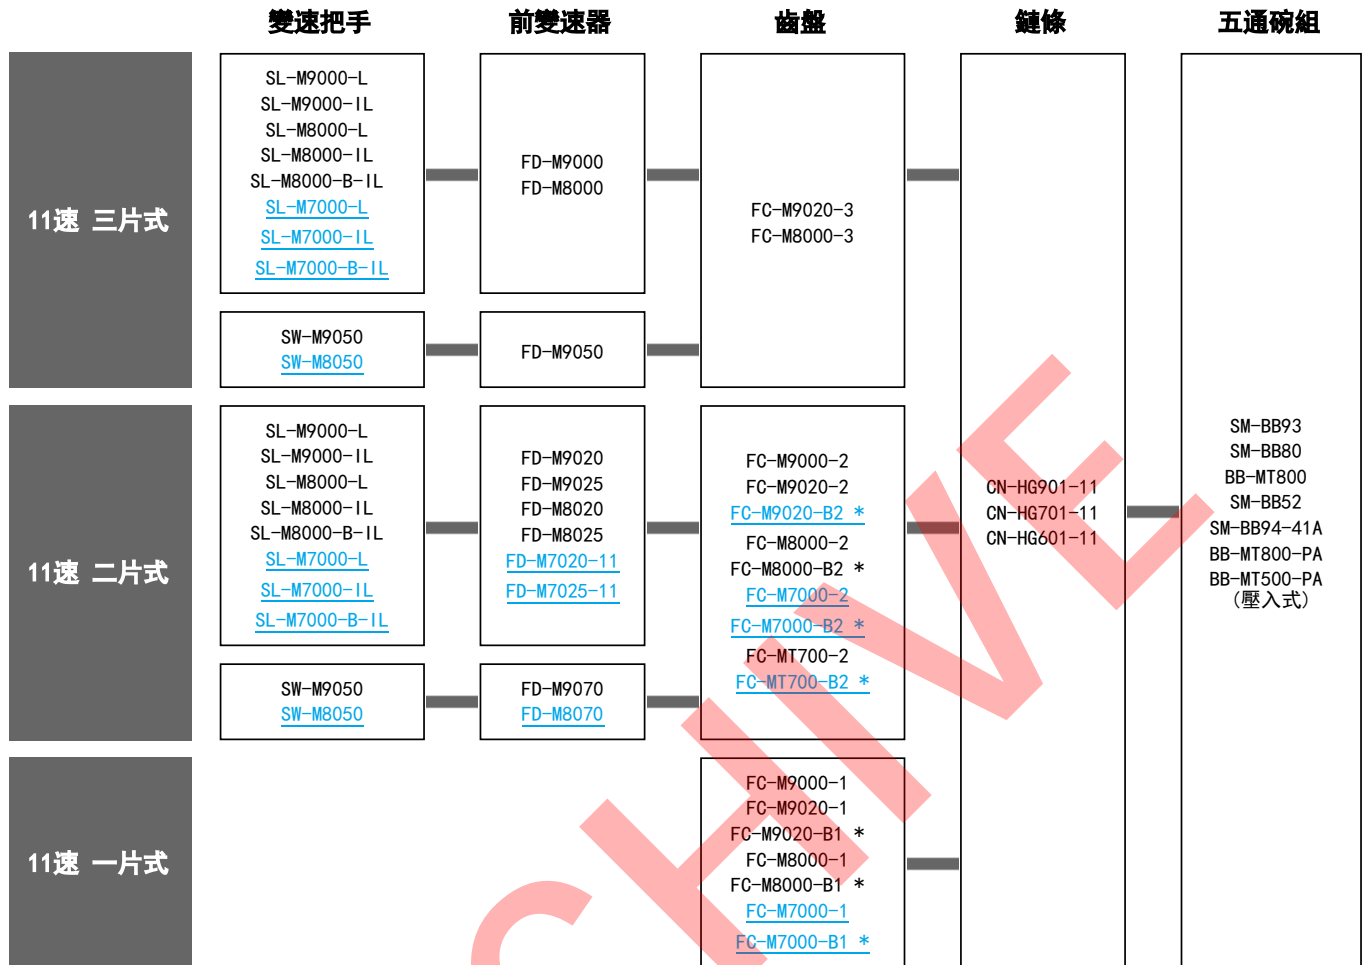 變速把手
前變速器
齒盤
鏈條
五通碗組
11速 三片式
SL-M9000-L
SL-M9000-IL
SL-M8000-L
SL-M8000-IL
SL-M8000-B-IL
SL-M7000-L
SL-M7000-IL
SL-M7000-B-IL
FD-M9000
FD-M8000
FC-M9020-3
FC-M8000-3
SW-M9050
SW-M8050
FD-M9050
11速 二片式
SL-M9000-L
SL-M9000-IL
SL-M8000-L
SL-M8000-IL
SL-M8000-B-IL
SL-M7000-L
SL-M7000-IL
SL-M7000-B-IL
FD-M9020
FD-M9025
FD-M8020
FD-M8025
FD-M7020-11
FD-M7025-11
FC-M9000-2
FC-M9020-2
FC-M9020-B2 *
FC-M8000-2
FC-M8000-B2 *
FC-M7000-2
FC-M7000-B2 *
FC-MT700-2
FC-MT700-B2 *
SW-M9050
SW-M8050
FD-M9070
FD-M8070
CN-HG901-11
CN-HG701-11
CN-HG601-11
SM-BB93
SM-BB80
BB-MT800
SM-BB52
SM-BB94-41A
BB-MT800-PA
BB-MT500-PA
(壓入式)
11速 一片式
FC-M9000-1
FC-M9020-1
FC-M9020-B1 *
FC-M8000-1
FC-M8000-B1 *
FC-M7000-1
FC-M7000-B1 *
CHIVE